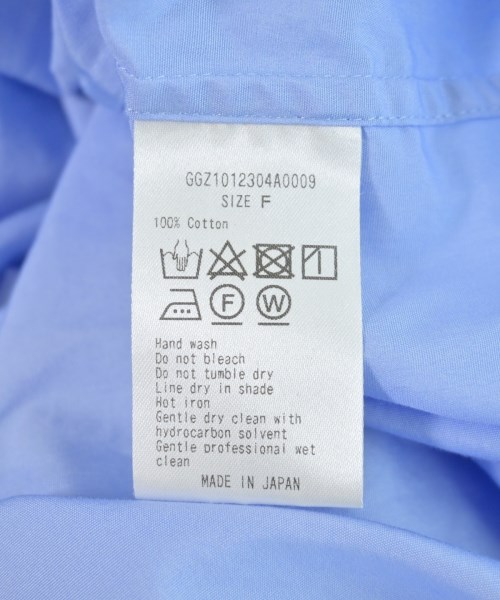 GGZ1012304A0009
SIZE F
100% Cotton
F W
Hand wash
Do not bleach
Do not tumble dry
Line dry in shade
Hot iron
Gentle dry clean with
hydrocarbon solvent
Gentle professional wet
clean
MADE IN JAPAN